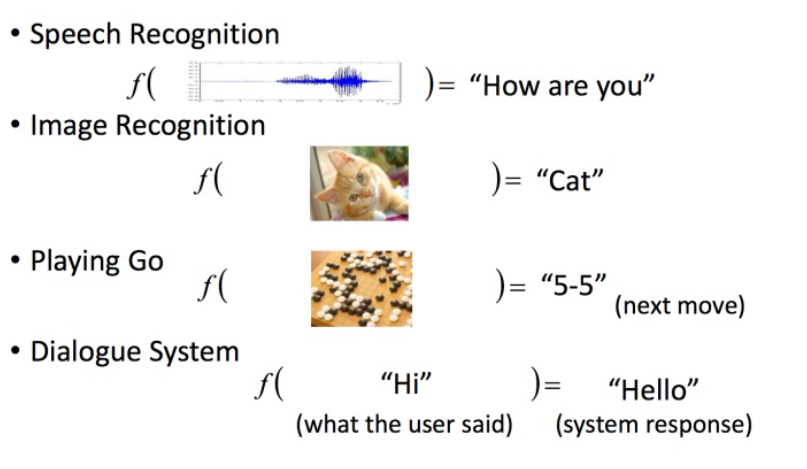 • Speech Recognition
f( )= “How are you”
• Image Recognition
f( )= “Cat”
• Playing Go
f( )= “5-5”
(next move)
• Dialogue System
f( “Hi” )= “Hello”
(what the user said) (system response)